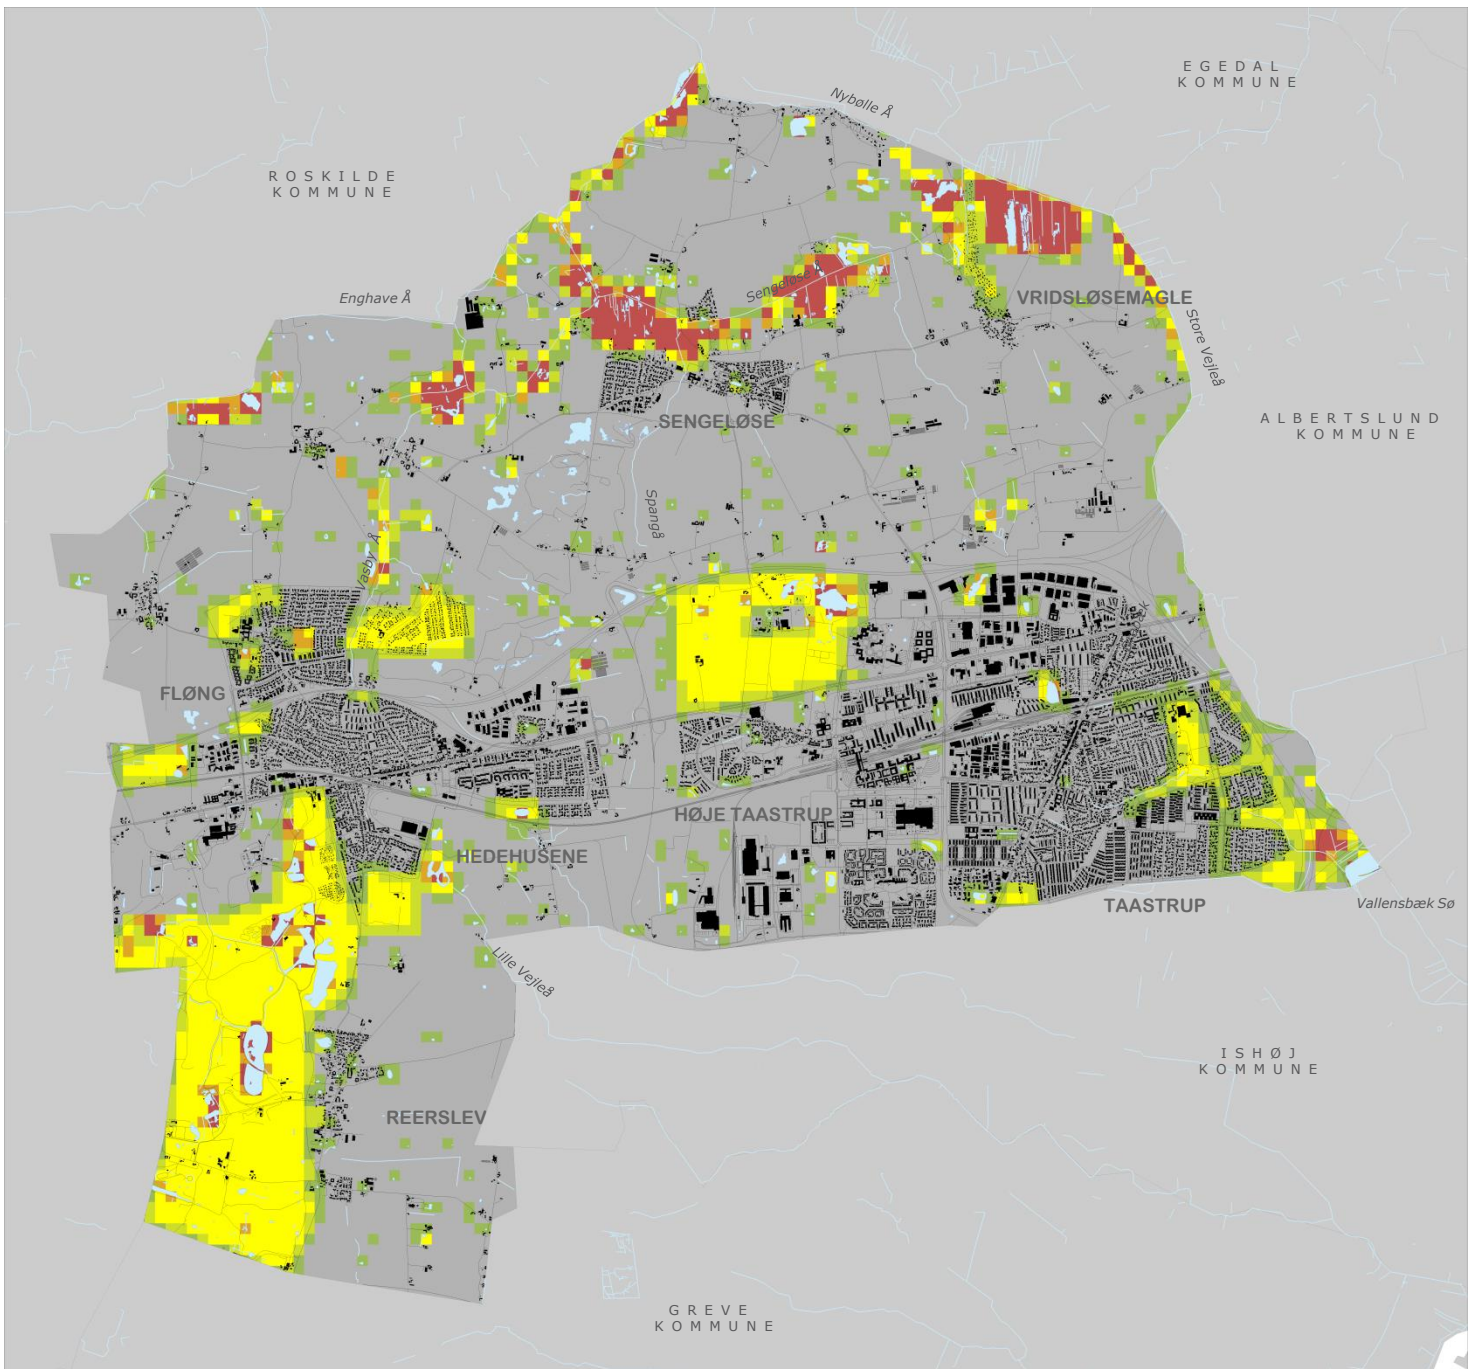 EGEDAL
KOMMUNE
Nybølle Å
ROSKILDE
KOMMUNE
Sengeløse Å
Enghave Å
VRIDSLØSEMAGLE
Store Vejleå
SENGELØSE
ALBERTSLUND
KOMMUNE
Spangå
asby Å
FLØNG
HØJE TAASTRUP
HEDEHUSENE
TAASTRUP
Vallensbæk Sø
Lille Vejleå
ISHØJ
KOMMUNE
REERSLEV
GREVE
KOMMUNE